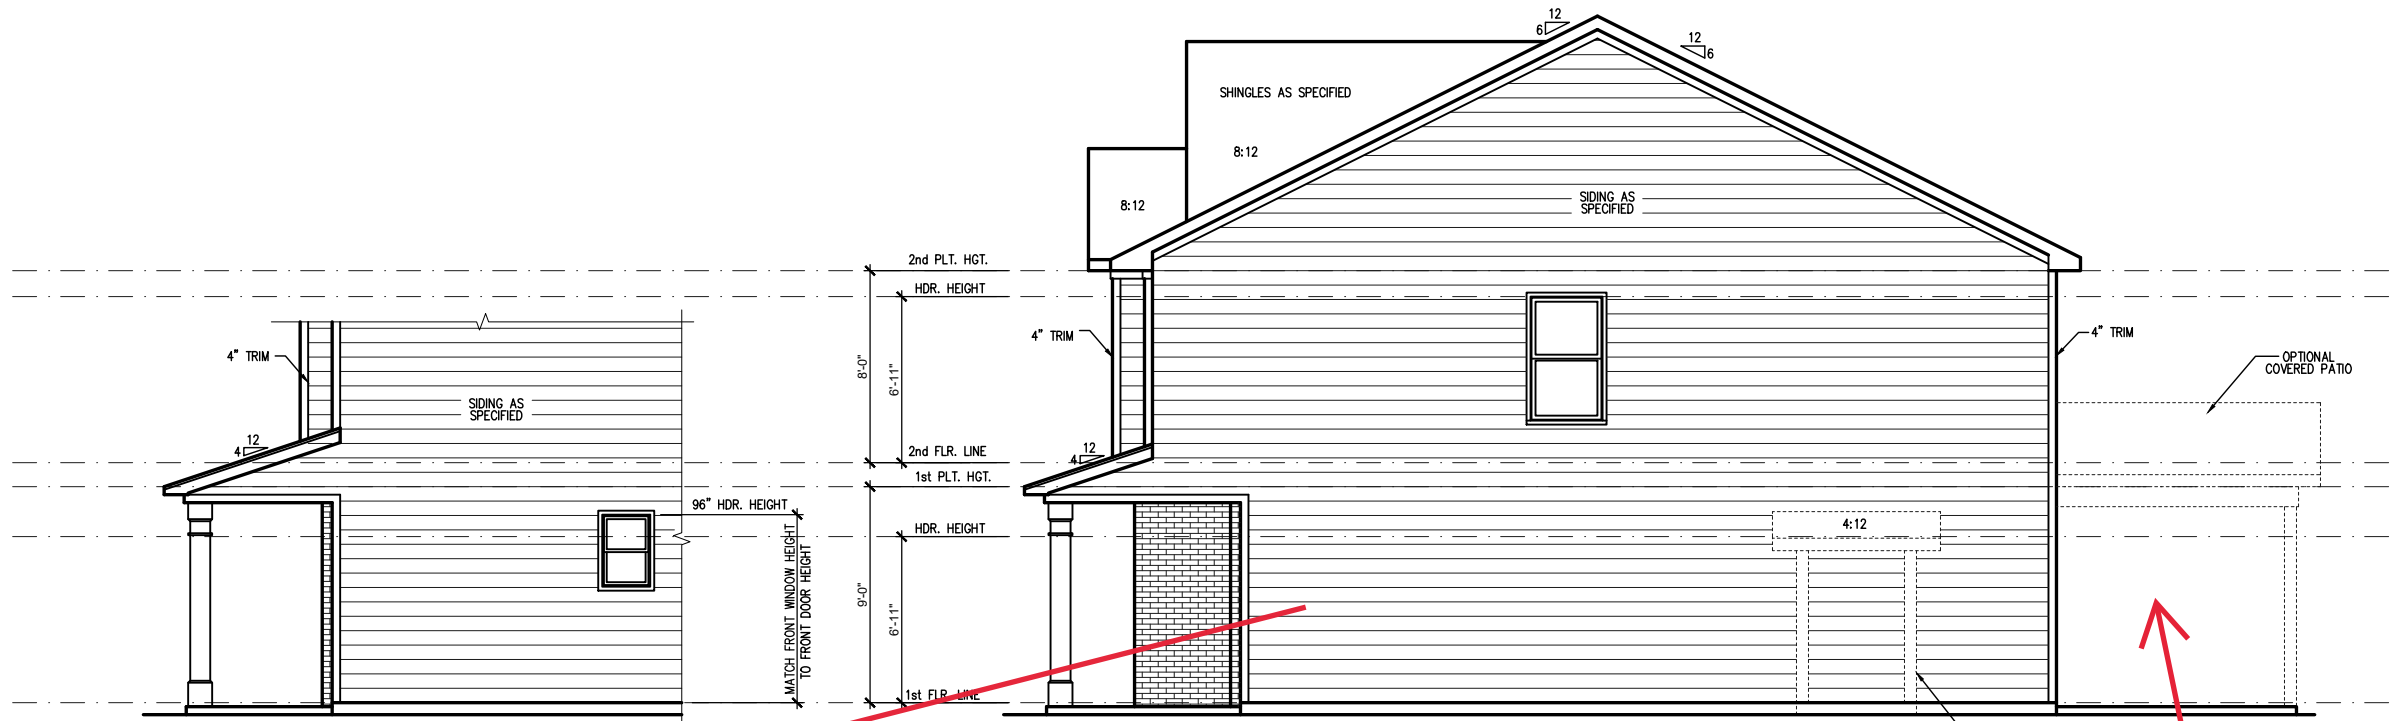 12
6
12
6
SHINGLES AS SPECIFIED
8:12
8:12
SIDING AS
SPECIFIED
2nd PLT. HGT.
HDR. HEIGHT
4" TRIM
4" TRIM
4" TRIM
8'-0"
6'-11"
OPTIONAL
COVERED PATIO
SIDING AS
SPECIFIED
12
4
12
4
2nd FLR. LINE
1st PLT. HGT.
96" HDR. HEIGHT
HDR. HEIGHT
4:12
MATCH FRONT WINDOW HEIGHT
TO FRONT DOOR HEIGHT
9'-0"
6'-11"
1st FLR. LINE